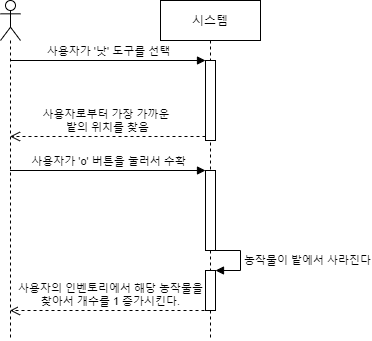 시스템
사용자가 '낫' 도구를 선택
사용자로부터 가장 가까운
밭의 위치를 찾음
사용자가 'o' 버튼을 눌러서 수확
농작물이 밭에서 사라진다
사용자의 인벤토리에서 해당 농작물을
찾아서 개수를 1 증가시킨다.